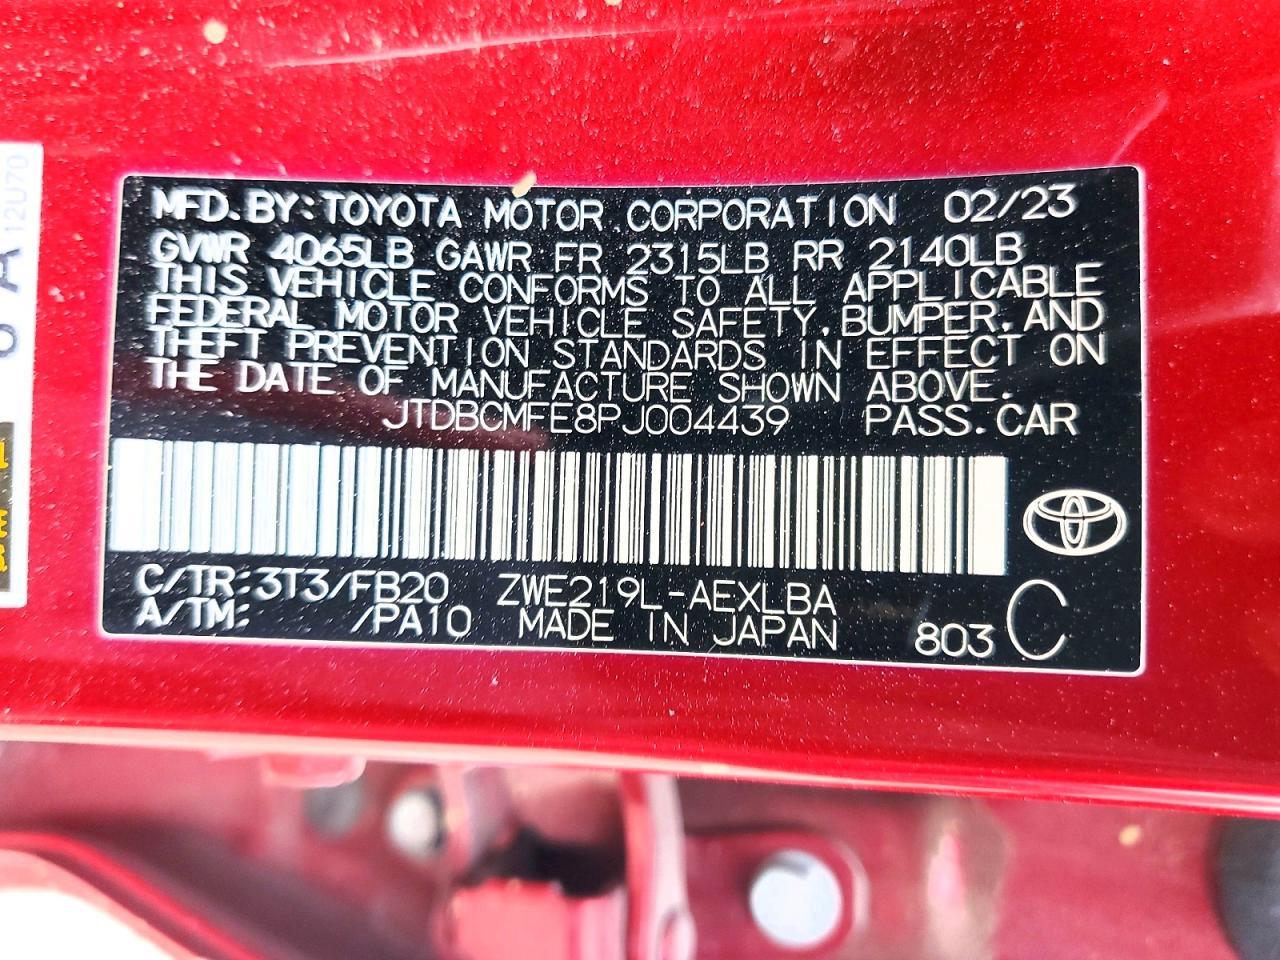 MFD.BY:TOYOTA MOTOR CORPORATION 02/23
GVWR 4065LB GAWR FR 2315LB RR 2140LB
THIS VEHICLE CONFORMS TO ALL APPLICABLE
FEDERAL MOTOR VEHICLE SAFETY,BUMPER,AND
THEFT PREVENTION STANDARDS IN EFFECT ON
THE DATE OF MANUFACTURE SHOWN ABOVE.
JTDBCMFE8PJ004439 PASS.CAR
C/TR:3T3/FB20 ZWE219L-AEXLBA
A/TM: /PA10 MADE IN JAPAN 803 C
12U70